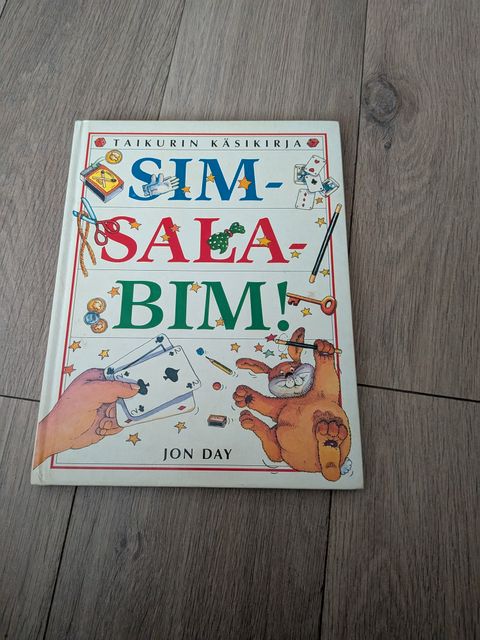 TAIKURIN KÄSIKIRJA
SIM-
SALA-
BIM!
JON DAY